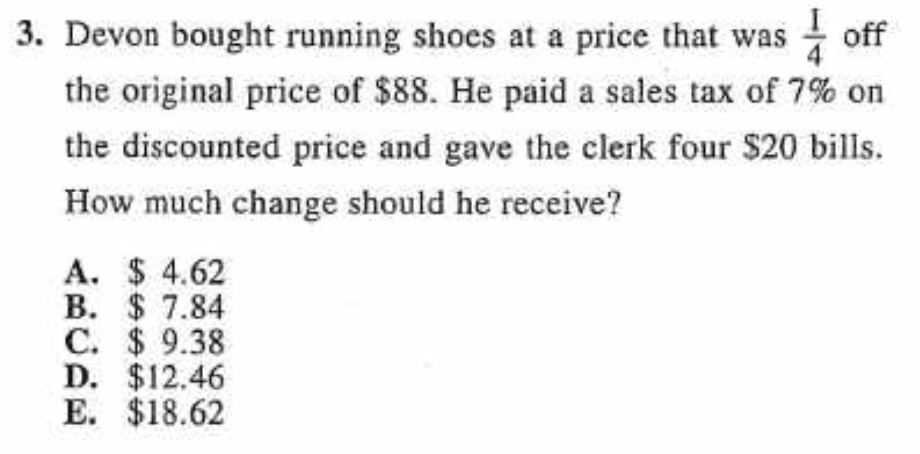 3. Devon bought running shoes at a price that was 1/4 off
the original price of $88. He paid a sales tax of 7% on
the discounted price and gave the clerk four $20 bills.
How much change should he receive?
A. $ 4.62
B. $ 7.84
C. $ 9.38
D. $12.46
E. $18.62